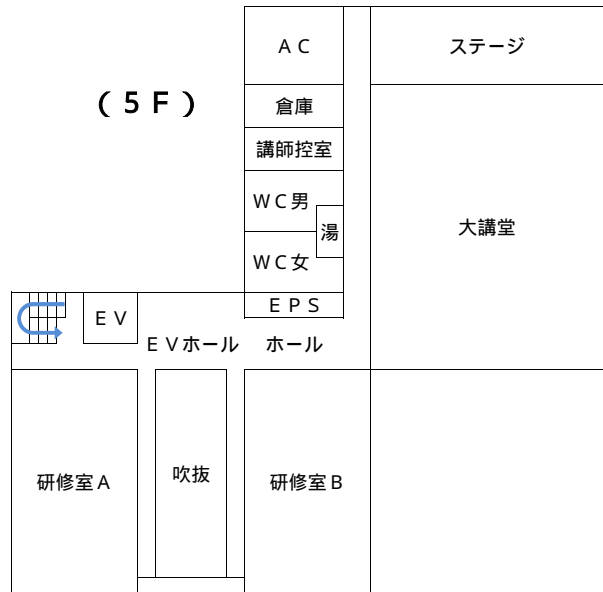 ＡＣ
ステージ
（５Ｆ）
倉庫
講師控室
ＷＣ男
湯
大講堂
ＷＣ女
ＥＰＳ
ＥＶ
ＥＶホール
ホール
研修室Ａ
吹抜
研修室Ｂ